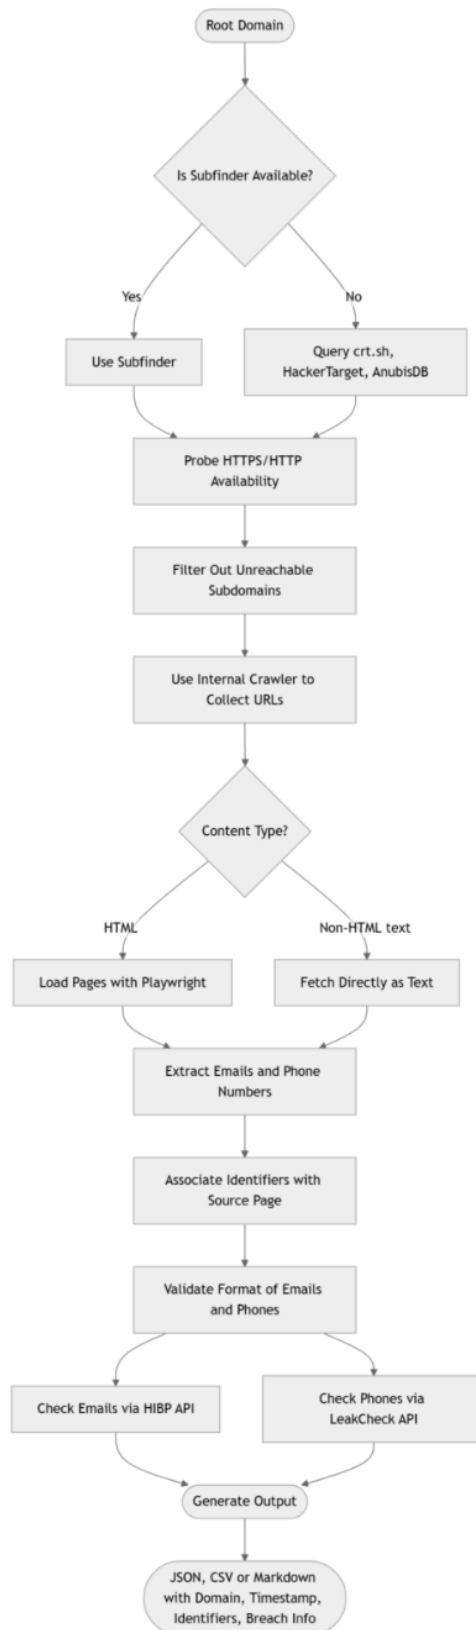 Root Domain
Is Subfinder Available?
Yes
No
Use Subfinder
Query crt.sh,
HackerTarget, AnubisDB
Probe HTTPS/HTTP
Availability
Filter Out Unreachable
Subdomains
Use Internal Crawler to
Collect URLs
Content Type?
HTML
Non-HTML text
Load Pages with Playwright
Fetch Directly as Text
Extract Emails and Phone
Numbers
Associate Identifiers with
Source Page
Validate Format of Emails
and Phones
Check Emails via HIBP API
Check Phones via
LeakCheck API
Generate Output
JSON, CSV or Markdown
with Domain, Timestamp,
Identifiers, Breach Info